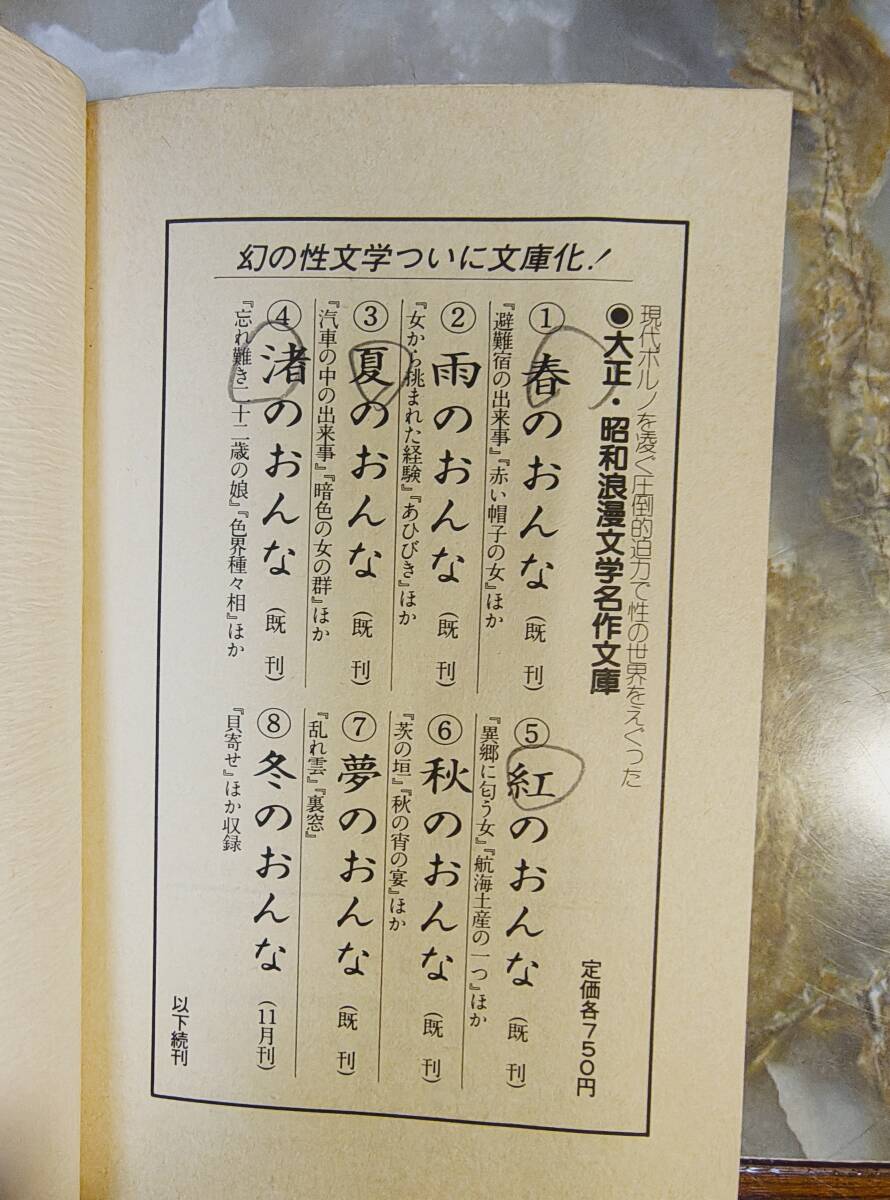 幻の性文学ついに文庫化！
現代ポルノを凌ぐ圧倒的迫力で性の世界をえぐった
●大正・昭和浪漫文学名作文庫
定価各750円
①春のおんな（既刊）
『避難宿の出来事』『赤い帽子の女』ほか
②雨のおんな（既刊）
『女から挑まれた経験』『あひびき』ほか
③夏のおんな（既刊）
『汽車の中の出来事』『暗色の女の群』ほか
④渚のおんな（既刊）
『忘れ難き二十二歳の娘』『色界種々相』ほか
⑤紅のおんな（既刊）
『異郷に匂う女』『航海土産の一つ』ほか
⑥秋のおんな（既刊）
『茨の垣』『秋の宵の宴』ほか
⑦夢のおんな（既刊）
『乱れ雲』『裏窓』
⑧冬のおんな（11月刊）
『貝寄せ』ほか収録
以下続刊